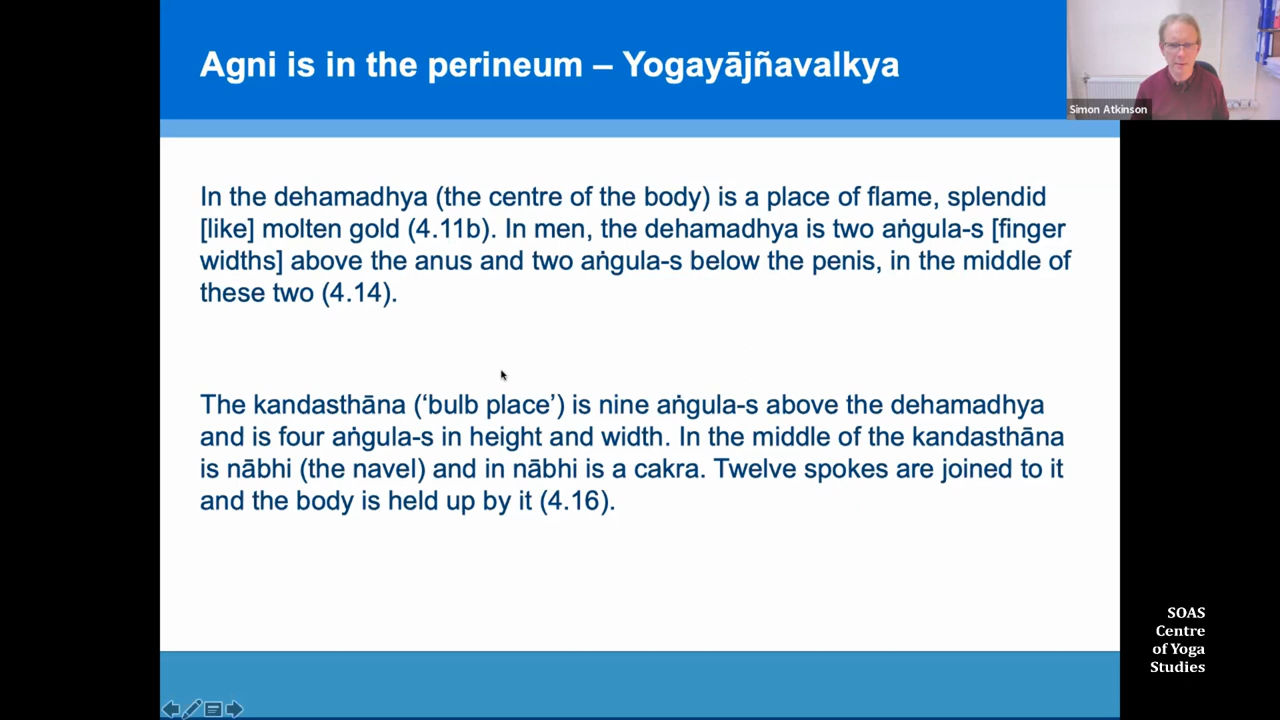 Agni is in the perineum – Yogayājñavalkya
Simon Atkinson
In the dehamadhya (the centre of the body) is a place of flame, splendid
[like] molten gold (4.11b). In men, the dehamadhya is two aṅgula-s [finger
widths] above the anus and two aṅgula-s below the penis, in the middle of
these two (4.14).
The kandasthāna (‘bulb place’) is nine aṅgula-s above the dehamadhya
and is four aṅgula-s in height and width. In the middle of the kandasthāna
is nābhi (the navel) and in nābhi is a cakra. Twelve spokes are joined to it
and the body is held up by it (4.16).
SOAS
Centre
of Yoga
Studies